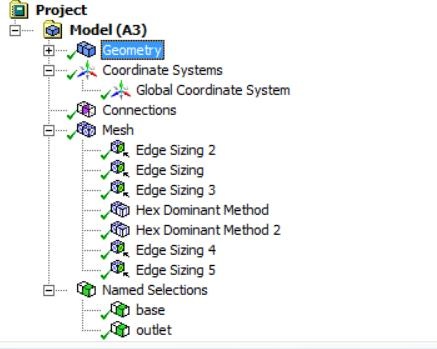 Project
Model (A3)
Geometry
Coordinate Systems
Global Coordinate System
Connections
Mesh
Edge Sizing 2
Edge Sizing
Edge Sizing 3
Hex Dominant Method
Hex Dominant Method 2
Edge Sizing 4
Edge Sizing 5
Named Selections
base
outlet